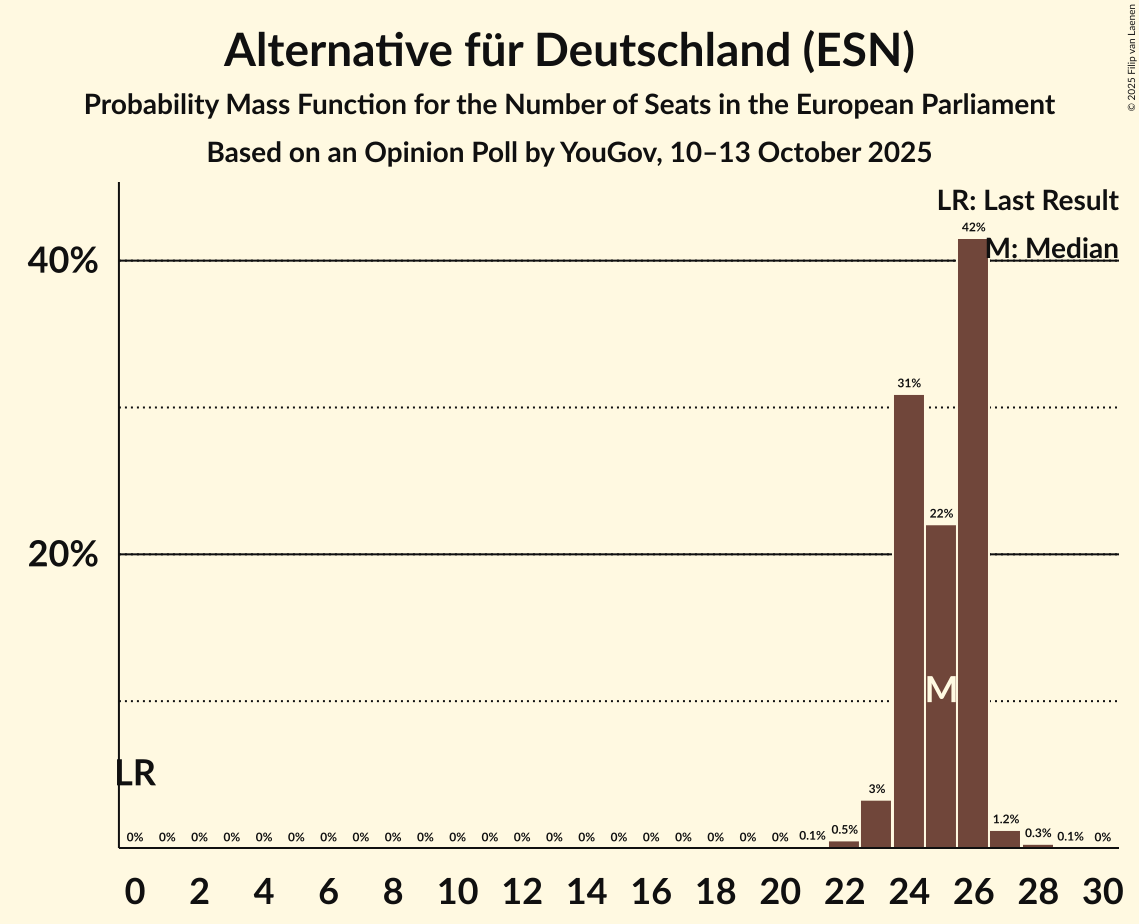 Alternative für Deutschland (ESN)
Probability Mass Function for the Number of Seats in the European Parliament
Based on an Opinion Poll by YouGov, 10–13 October 2025
© 2025 Filip van Laenen
LR: Last Result
M: Median
40%
20%
42%
31%
22%
M
LR
0% 0% 0% 0% 0% 0% 0% 0% 0% 0% 0% 0% 0% 0% 0% 0% 0% 0% 0% 0% 0% 0.1% 0.5% 3% 1.2% 0.3% 0.1% 0%
0 2 4 6 8 10 12 14 16 18 20 22 24 26 28 30